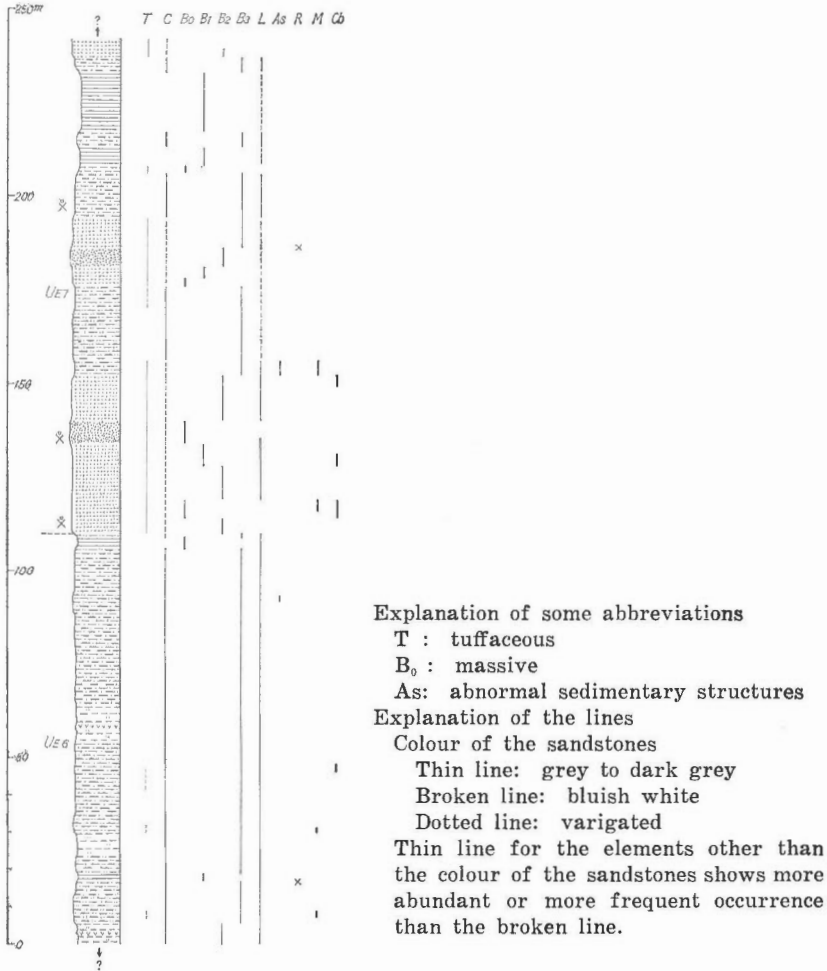 250m
?
T C B0 B1 B2 B3 L As R M Cb
200
UE7
150
100
UE6
50
0
?
Explanation of some abbreviations
T : tuffaceous
B₀ : massive
As: abnormal sedimentary structures
Explanation of the lines
Colour of the sandstones
Thin line: grey to dark grey
Broken line: bluish white
Dotted line: varigated
Thin line for the elements other than
the colour of the sandstones shows more
abundant or more frequent occurrence
than the broken line.